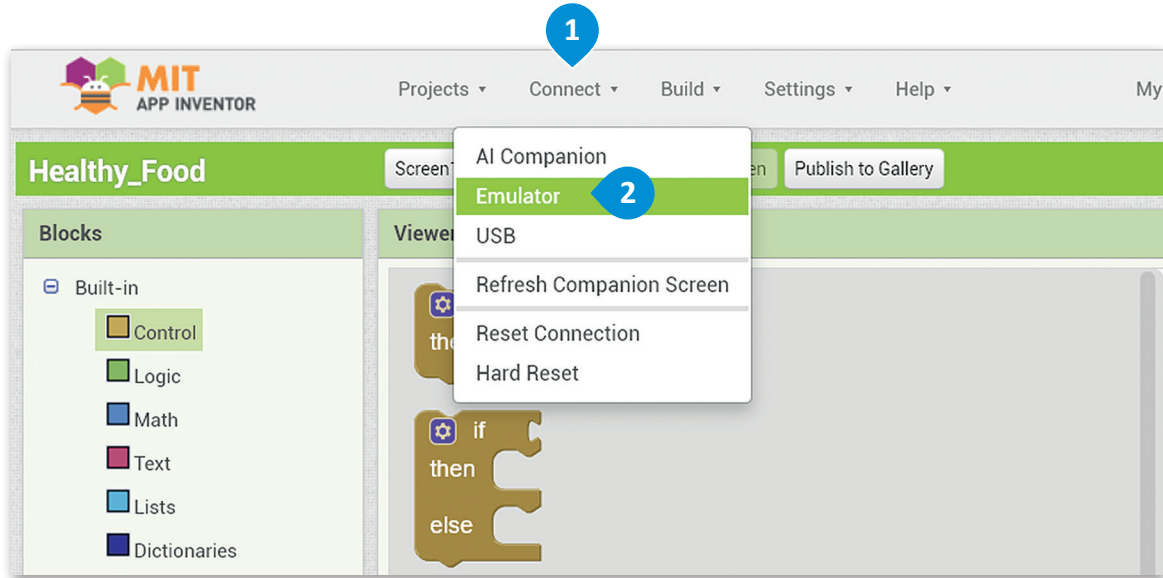 1
MIT
APP INVENTOR
Projects Connect Build Settings Help My
Healthy_Food
Screen
AI Companion
Emulator
2
USB
Refresh Companion Screen
Reset Connection
Hard Reset
en
Publish to Gallery
Blocks
Viewer
Built-in
Control
Logic
Math
Text
Lists
Dictionaries
the
if
then
else